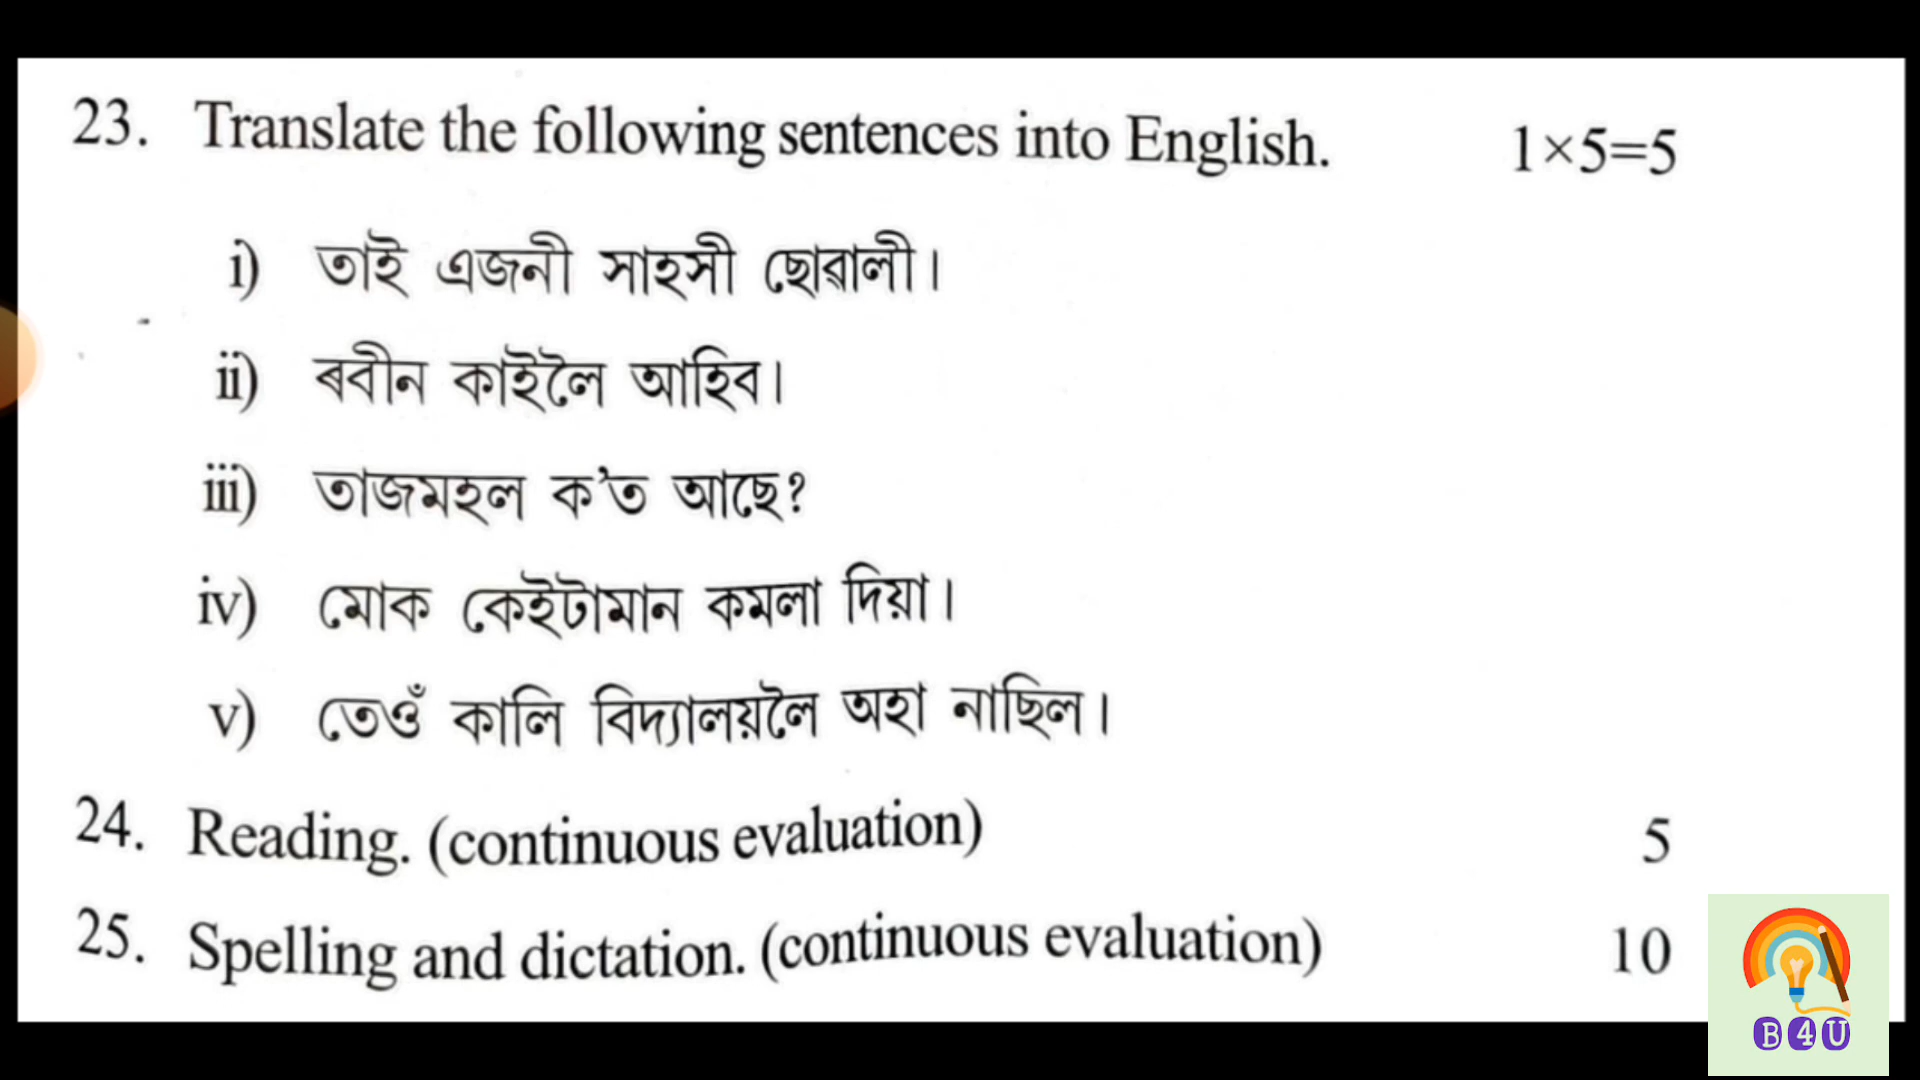 23. Translate the following sentences into English. 1×5=5
i) তাই এজনী সাহসী ছোৱালী।
ii) ৰবীন কাইলৈ আহিব।
iii) তাজমহল ক'ত আছে?
iv) মোক কেইটামান কমলা দিয়া।
v) তেওঁ কালি বিদ্যালয়লৈ অহা নাছিল।
24. Reading. (continuous evaluation) 5
25. Spelling and dictation. (continuous evaluation) 10
B4U